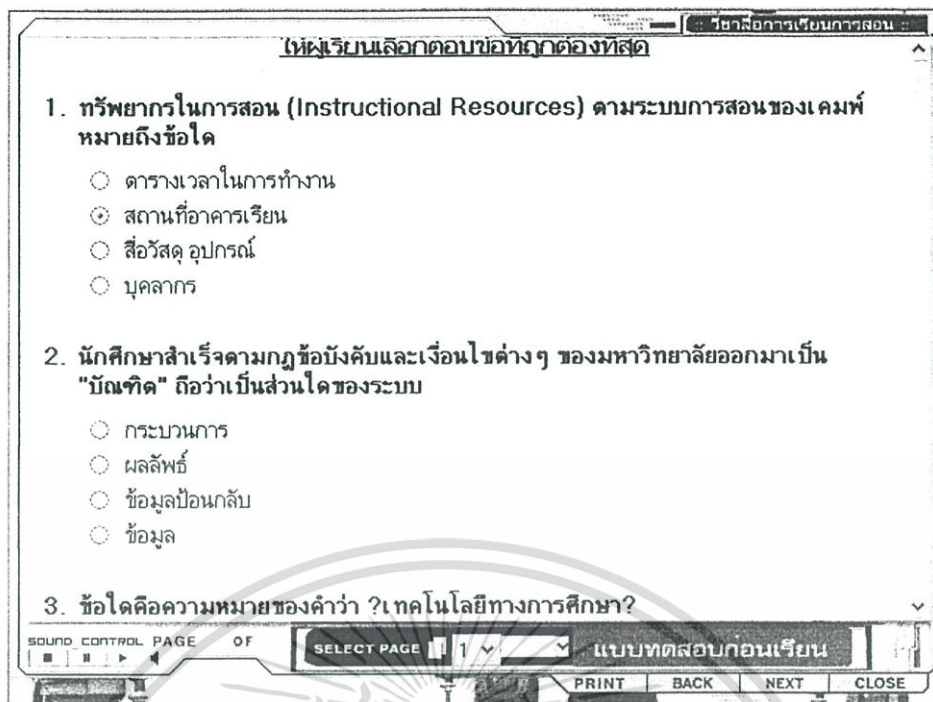 :: วิชาสื่อการเรียนการสอน ::
ให้ผู้เรียนเลือกตอบข้อที่ถูกต้องที่สุด
1. ทรัพยากรในการสอน (Instructional Resources) ตามระบบการสอนของเคมพ์
หมายถึงข้อใด
ตารางเวลาในการทำงาน
สถานที่อาคารเรียน
สื่อวัสดุ อุปกรณ์
บุคลากร
2. นักศึกษาสำเร็จตามกฎข้อบังคับและเงื่อนไขต่างๆ ของมหาวิทยาลัยออกมาเป็น
"บัณฑิต" ถือว่าเป็นส่วนใดของระบบ
กระบวนการ
ผลลัพธ์
ข้อมูลป้อนกลับ
ข้อมูล
3. ข้อใดคือความหมายของคำว่า ?เทคโนโลยีทางการศึกษา?
SOUND CONTROL PAGE OF
SELECT PAGE 1 แบบทดสอบก่อนเรียน
PRINT BACK NEXT CLOSE